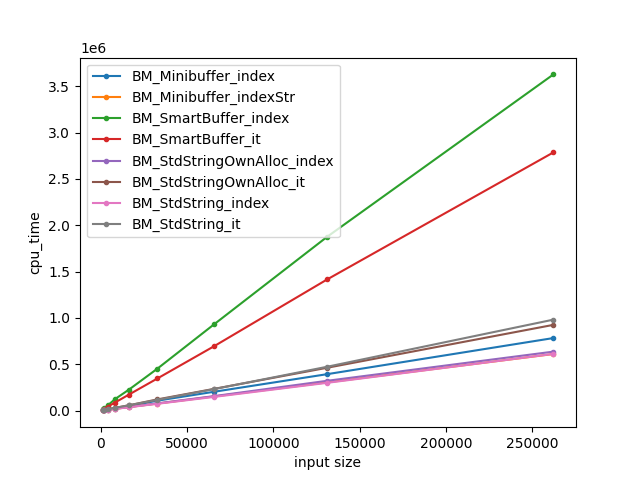 1e6
3.5
3.0
2.5
2.0
1.5
1.0
0.5
0.0
cpu_time
BM_Minibuffer_index
BM_Minibuffer_indexStr
BM_SmartBuffer_index
BM_SmartBuffer_it
BM_StdStringOwnAlloc_index
BM_StdStringOwnAlloc_it
BM_StdString_index
BM_StdString_it
0 50000 100000 150000 200000 250000
input size